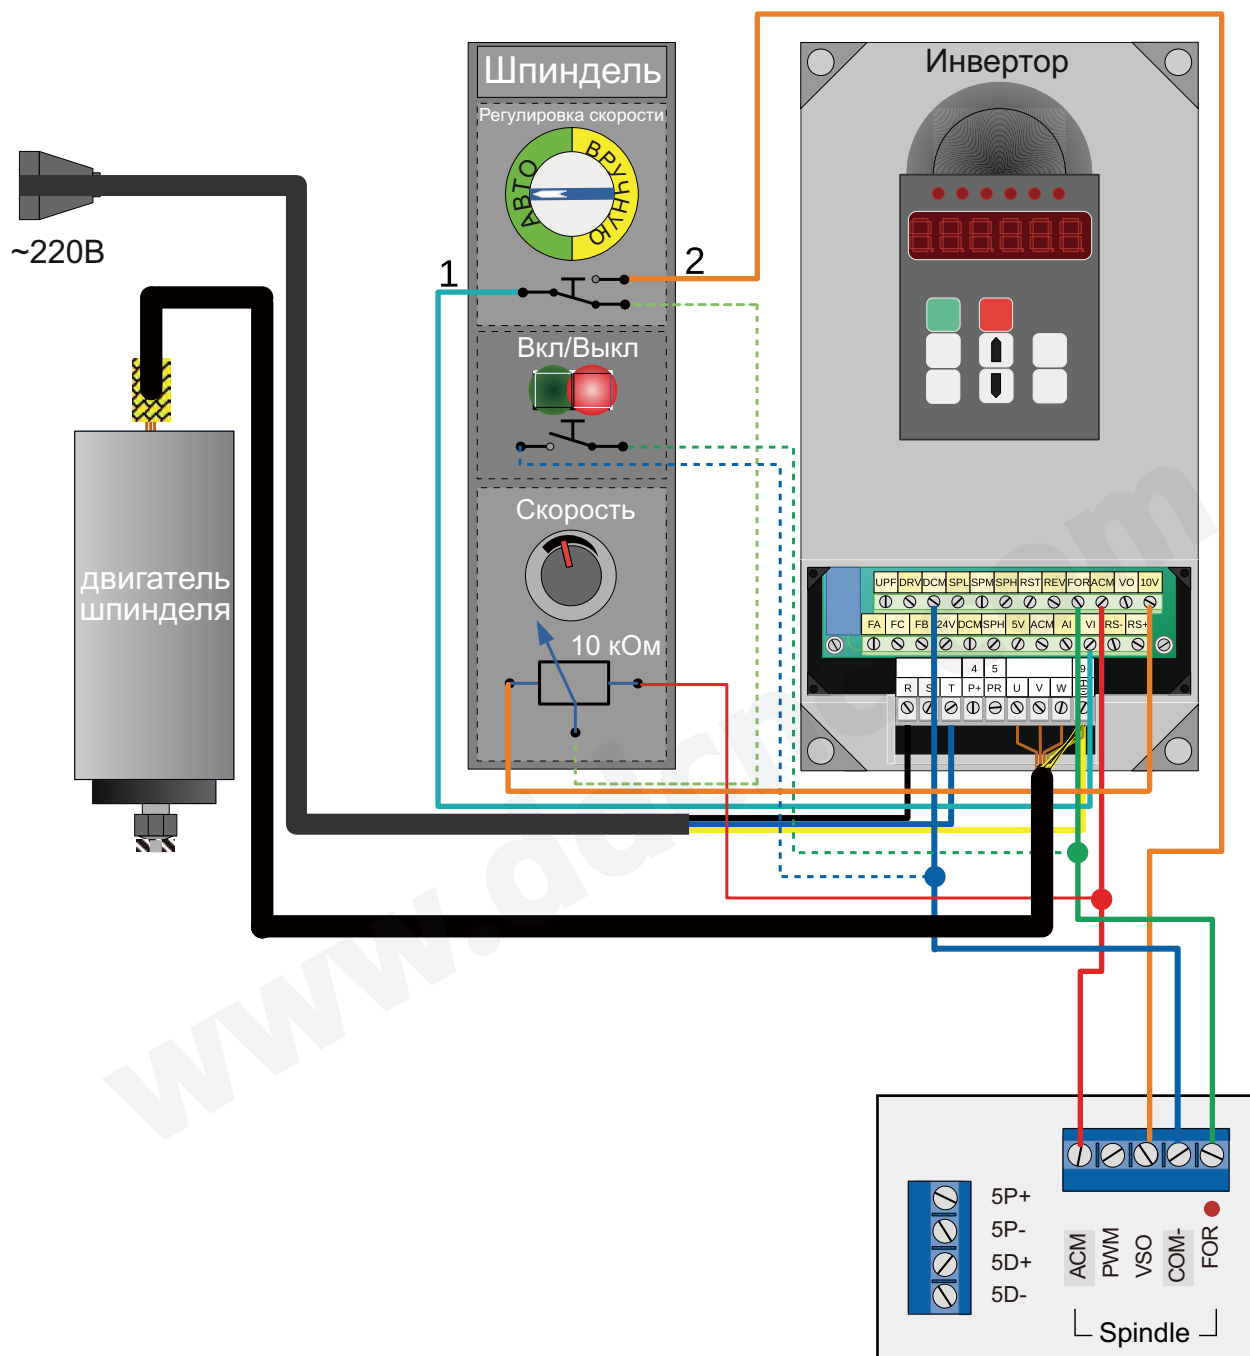 Шпиндель
Регулировка скорости
АВТО
ВРУЧНУЮ
1
2
Вкл/Выкл
Скорость
10 кОм
~220В
двигатель
шпинделя
Инвертор
UPF DRV DCM SPL SPM SPH RST REV FOR ACM VO 10V
FA FC FB 24V DCM SPH 5V ACM AI VI RS- RS+
4 5 9
R S T P+ PR U V W
5P+
5P-
5D+
5D-
ACM
PWM
VSO
COM-
FOR
Spindle